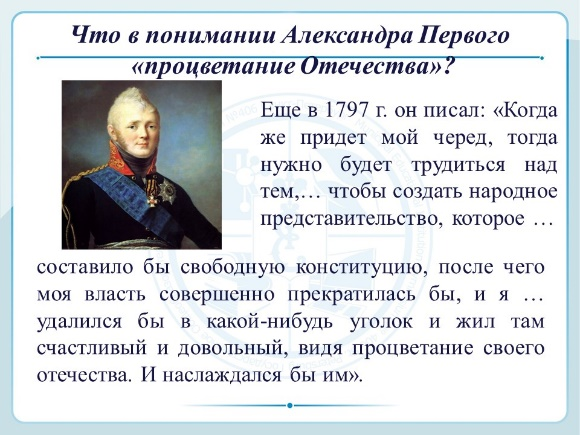 Что в понимании Александра Первого
«процветание Отечества»?
Еще в 1797 г. он писал: «Когда
же придет мой черед, тогда
нужно будет трудиться над
тем,… чтобы создать народное
представительство, которое …
составило бы свободную конституцию, после чего
моя власть совершенно прекратилась бы, и я …
удалился бы в какой-нибудь уголок и жил там
счастливый и довольный, видя процветание своего
отечества. И наслаждался бы им».